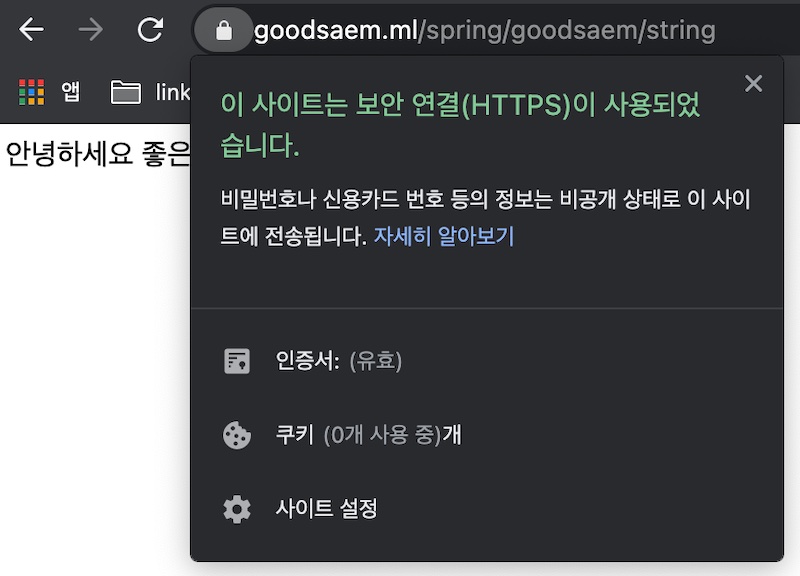 goodsaem.ml/spring/goodsaem/string
앱 link
안녕하세요 좋은
이 사이트는 보안 연결(HTTPS)이 사용되었
습니다.
비밀번호나 신용카드 번호 등의 정보는 비공개 상태로 이 사이
트에 전송됩니다. 자세히 알아보기
인증서: (유효)
쿠키 (0개 사용 중)개
사이트 설정